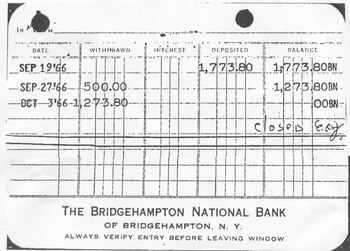 DATE WITHDRAWN INTEREST DEPOSITED BALANCE
SEP 19'66 1,773.80 1,773.80BN
SEP-27'66 500.00 1,273.80BN
OCT 3'66 1,273.80 .00BN
Closed
THE BRIDGEHAMPTON NATIONAL BANK
OF BRIDGEHAMPTON, N. Y.
ALWAYS VERIFY ENTRY BEFORE LEAVING WINDOW